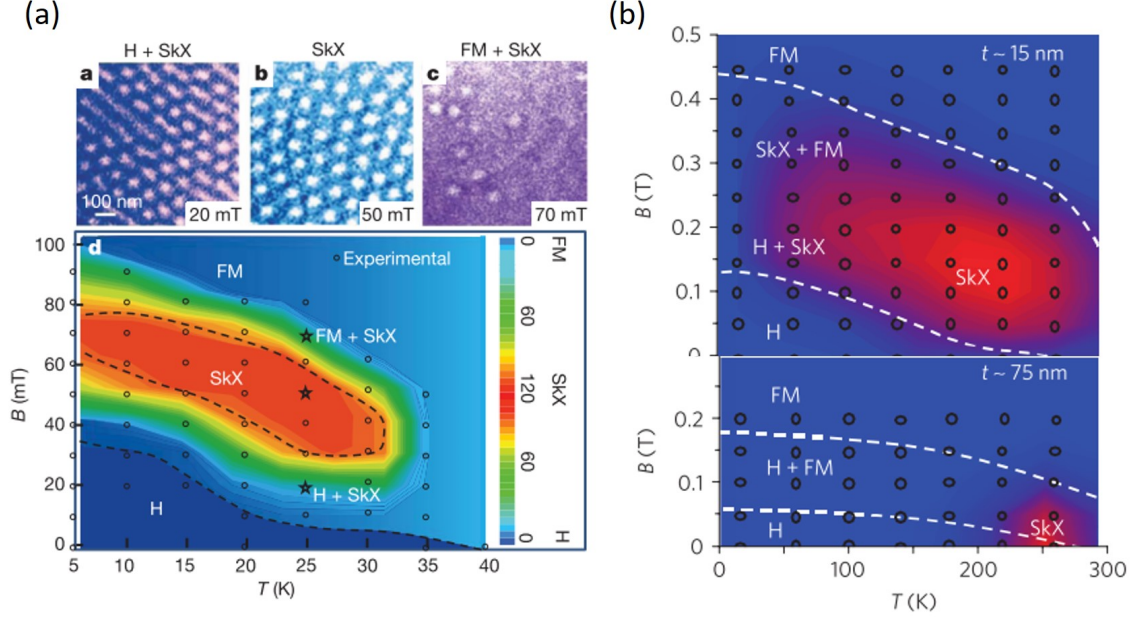 (a)
H + SkX
SkX
FM + SkX
a
b
c
100 nm
20 mT
50 mT
70 mT
d
100
80
60
40
20
0
B (mT)
5
10
15
20
25
30
35
40
T (K)
FM
Experimental
FM + SkX
SkX
H + SkX
H
0
60
120
60
0
FM
SkX
H
(b)
0.5
0.4
0.3
0.2
0.1
0
B (T)
FM
t ~ 15 nm
SkX + FM
H + SkX
SkX
H
t ~ 75 nm
0.2
0.1
0
B (T)
FM
H + FM
H
SkX
0
100
200
300
T (K)